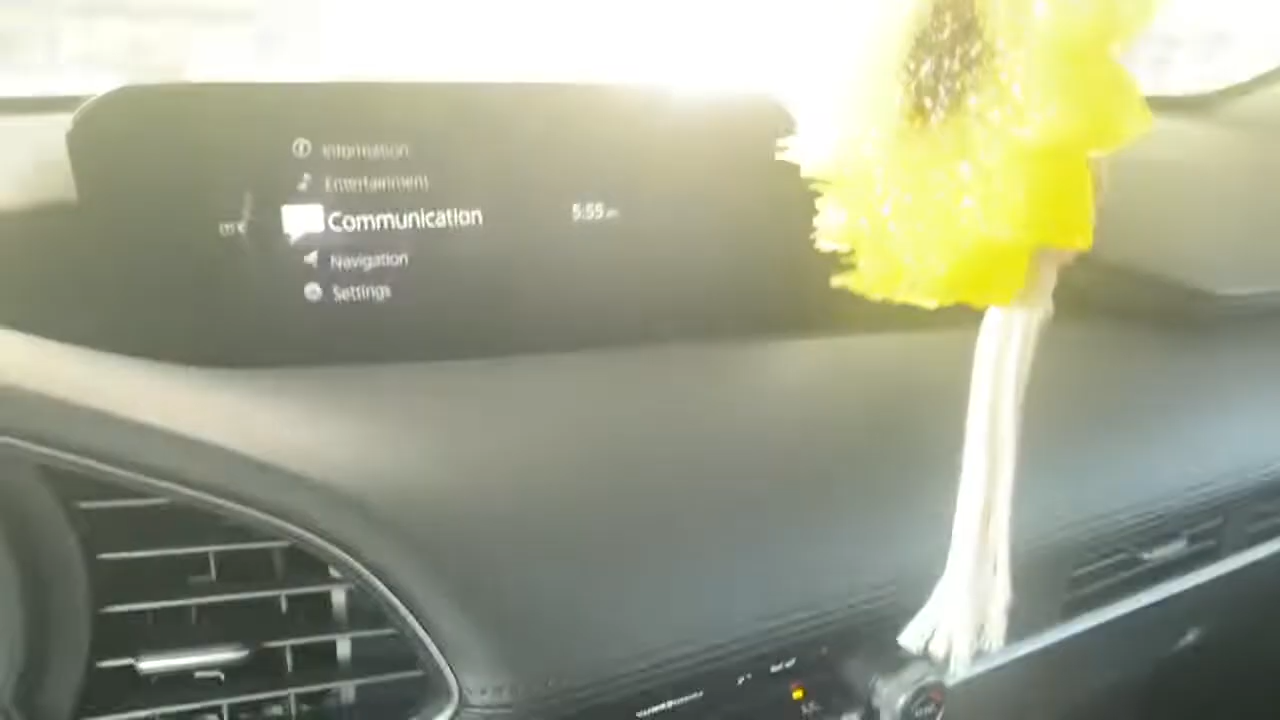 Information
Entertainment
Communication
5:55
Navigation
Settings